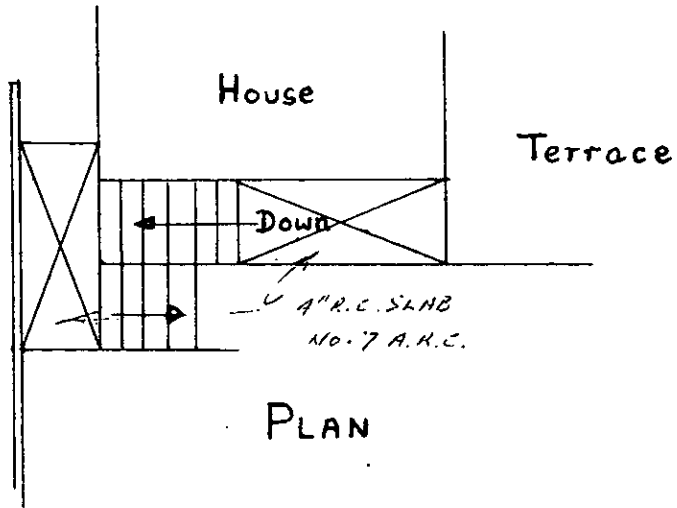 House
Terrace
Down
4" R.C. SLAB
No. 7 A.R.C.
PLAN